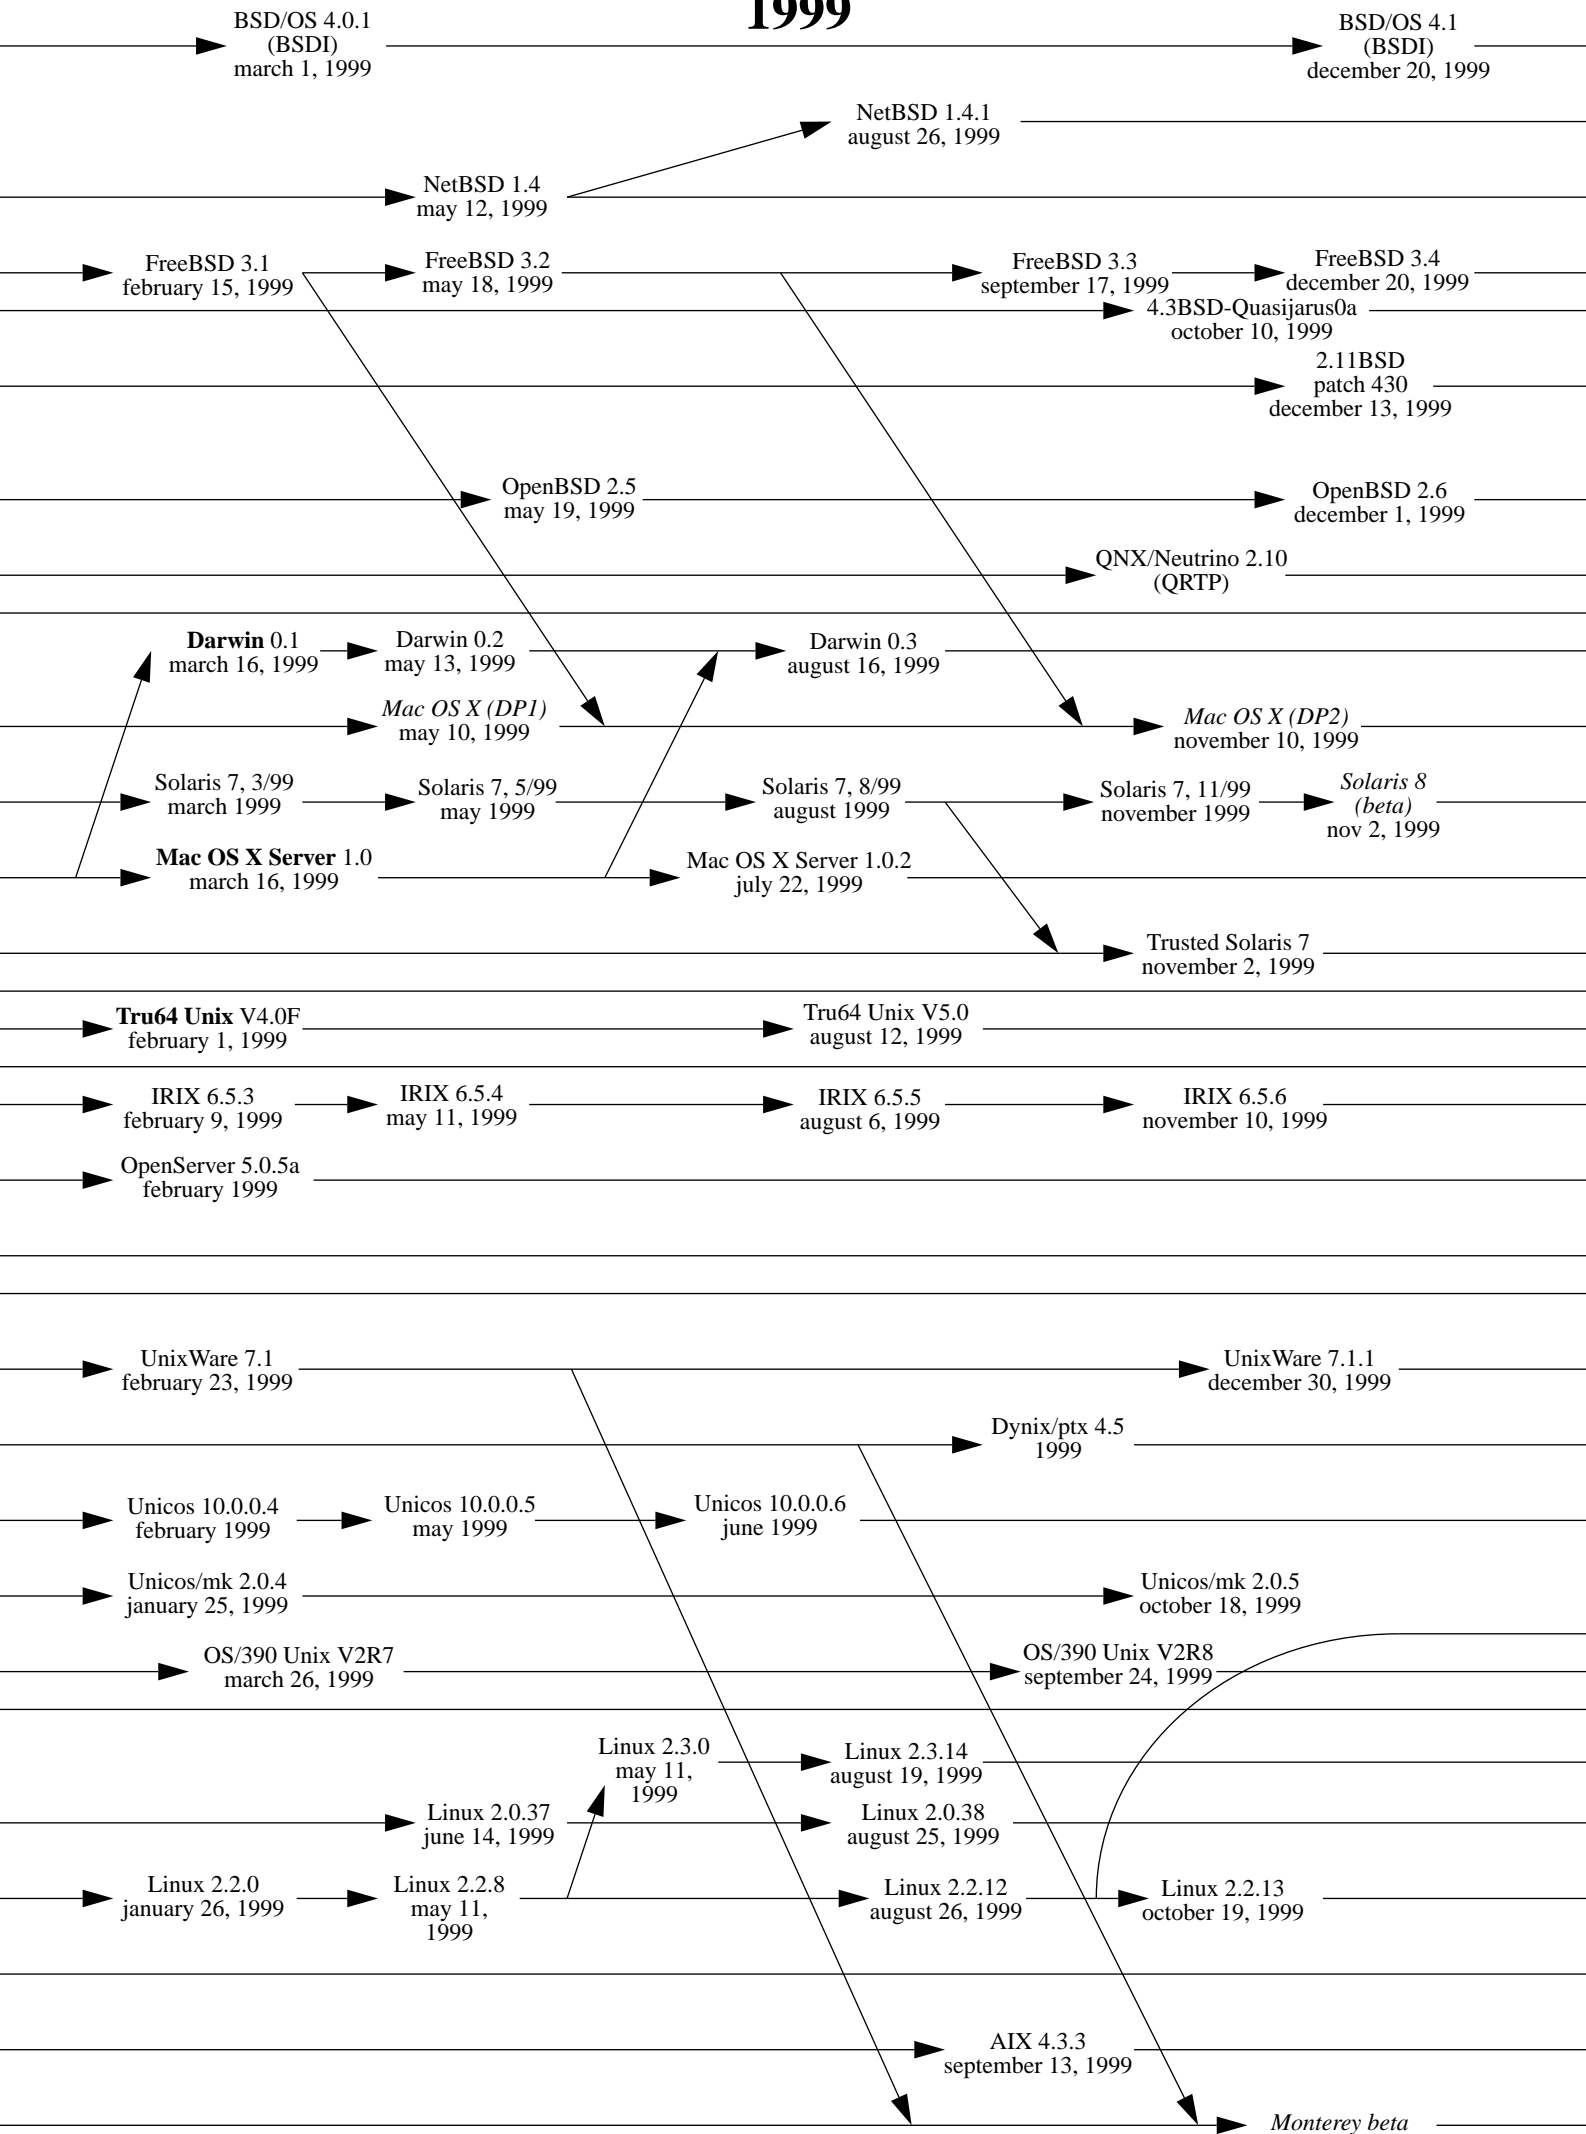 1999
BSD/OS 4.0.1
(BSDI)
march 1, 1999
BSD/OS 4.1
(BSDI)
december 20, 1999
NetBSD 1.4.1
august 26, 1999
NetBSD 1.4
may 12, 1999
FreeBSD 3.1
february 15, 1999
FreeBSD 3.2
may 18, 1999
FreeBSD 3.3
september 17, 1999
FreeBSD 3.4
december 20, 1999
4.3BSD-Quasijarus0a
october 10, 1999
2.11BSD
patch 430
december 13, 1999
OpenBSD 2.5
may 19, 1999
OpenBSD 2.6
december 1, 1999
QNX/Neutrino 2.10
(QRTP)
Darwin 0.1
march 16, 1999
Darwin 0.2
may 13, 1999
Darwin 0.3
august 16, 1999
Mac OS X (DP1)
may 10, 1999
Mac OS X (DP2)
november 10, 1999
Solaris 7, 3/99
march 1999
Solaris 7, 5/99
may 1999
Solaris 7, 8/99
august 1999
Solaris 7, 11/99
november 1999
Solaris 8
(beta)
nov 2, 1999
Mac OS X Server 1.0
march 16, 1999
Mac OS X Server 1.0.2
july 22, 1999
Trusted Solaris 7
november 2, 1999
Tru64 Unix V4.0F
february 1, 1999
Tru64 Unix V5.0
august 12, 1999
IRIX 6.5.3
february 9, 1999
IRIX 6.5.4
may 11, 1999
IRIX 6.5.5
august 6, 1999
IRIX 6.5.6
november 10, 1999
OpenServer 5.0.5a
february 1999
UnixWare 7.1
february 23, 1999
UnixWare 7.1.1
december 30, 1999
Dynix/ptx 4.5
1999
Unicos 10.0.0.4
february 1999
Unicos 10.0.0.5
may 1999
Unicos 10.0.0.6
june 1999
Unicos/mk 2.0.4
january 25, 1999
Unicos/mk 2.0.5
october 18, 1999
OS/390 Unix V2R7
march 26, 1999
OS/390 Unix V2R8
september 24, 1999
Linux 2.3.0
may 11,
1999
Linux 2.3.14
august 19, 1999
Linux 2.0.37
june 14, 1999
Linux 2.0.38
august 25, 1999
Linux 2.2.0
january 26, 1999
Linux 2.2.8
may 11,
1999
Linux 2.2.12
august 26, 1999
Linux 2.2.13
october 19, 1999
AIX 4.3.3
september 13, 1999
Monterey beta